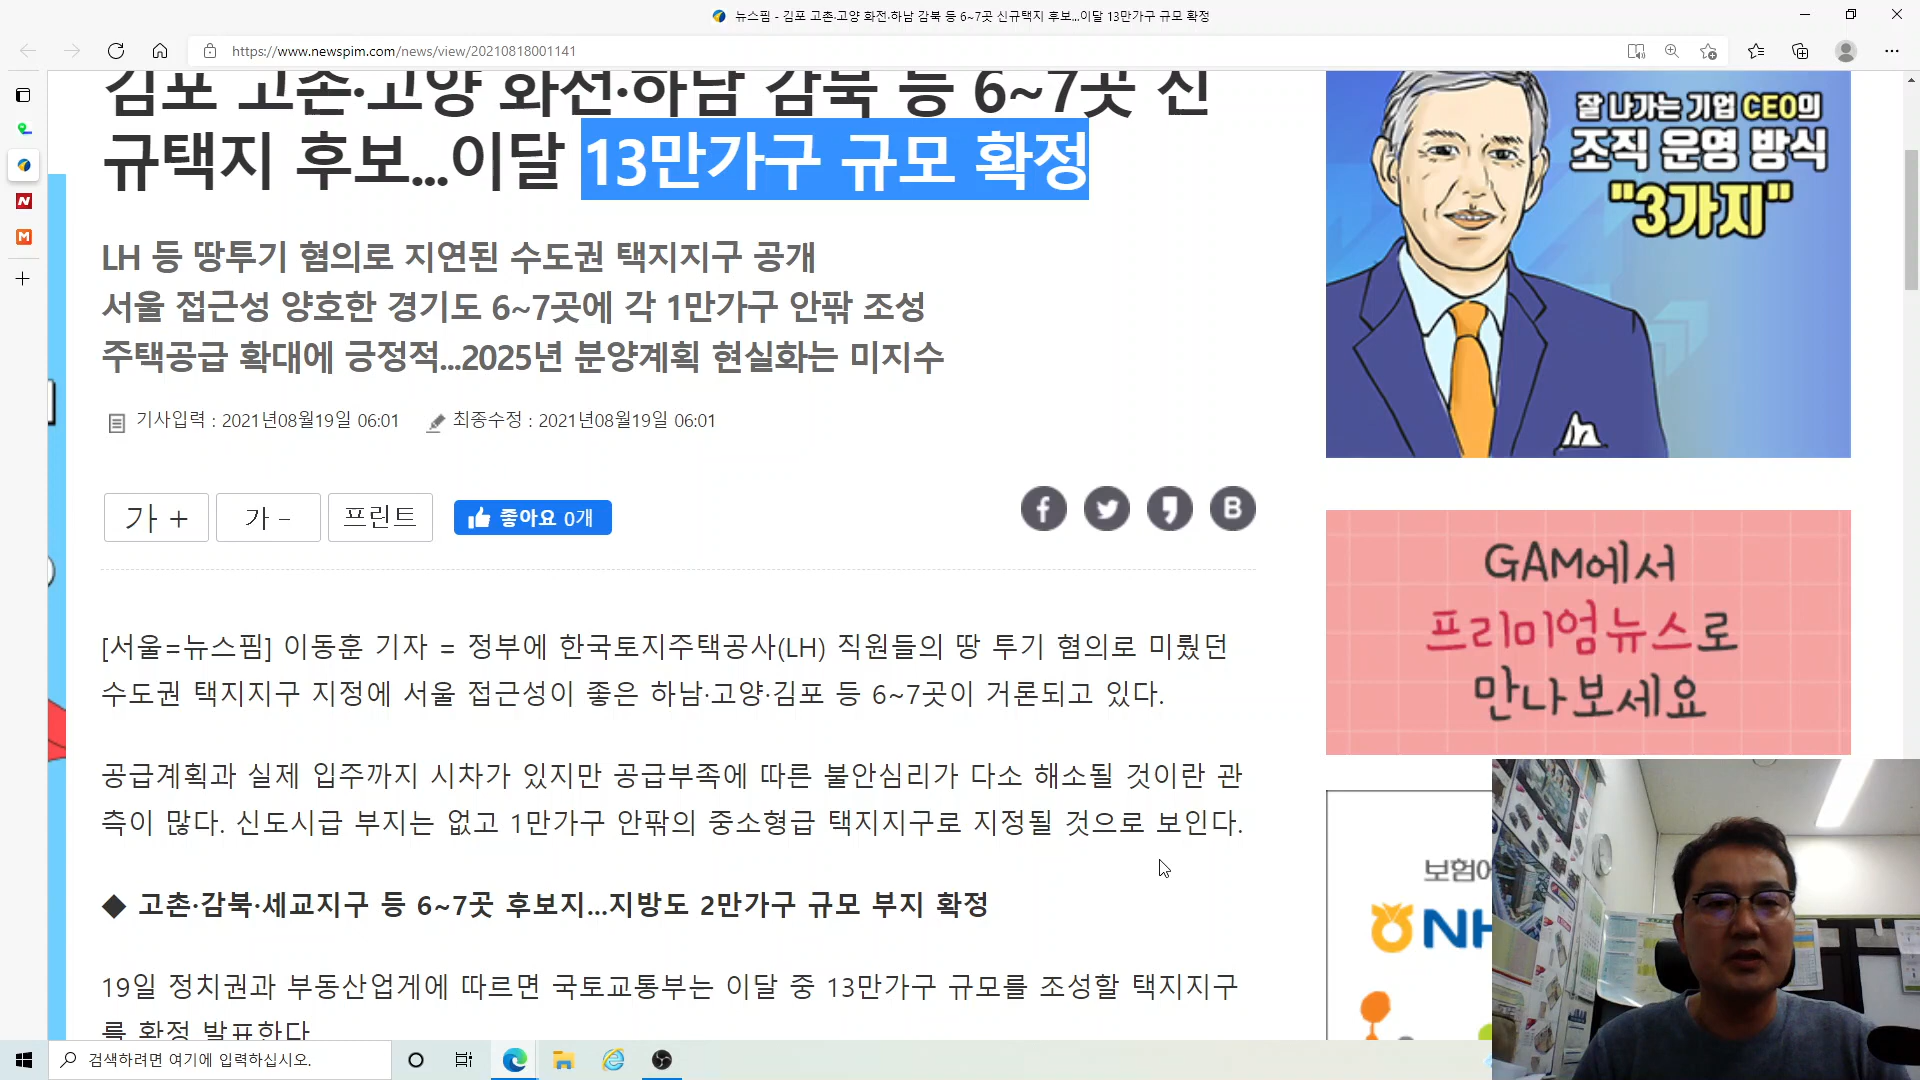 뉴스핌 - 김포 고촌·고양 화전·하남 감북 등 6~7곳 신규택지 후보...이달 13만가구 규모 확정
https://www.newspim.com/news/view/20210818001141
김포 고촌·고양 화전·하남 감북 등 6~7곳 신
규택지 후보...이달 13만가구 규모 확정
LH 등 땅투기 혐의로 지연된 수도권 택지지구 공개
서울 접근성 양호한 경기도 6~7곳에 각 1만가구 안팎 조성
주택공급 확대에 긍정적...2025년 분양계획 현실화는 미지수
기사입력 : 2021년08월19일 06:01 최종수정 : 2021년08월19일 06:01
가 + 가 - 프린트 좋아요 0개
[서울=뉴스핌] 이동훈 기자 = 정부에 한국토지주택공사(LH) 직원들의 땅 투기 혐의로 미뤘던
수도권 택지지구 지정에 서울 접근성이 좋은 하남·고양·김포 등 6~7곳이 거론되고 있다.
공급계획과 실제 입주까지 시차가 있지만 공급부족에 따른 불안심리가 다소 해소될 것이란 관
측이 많다. 신도시급 부지는 없고 1만가구 안팎의 중소형급 택지지구로 지정될 것으로 보인다.
◆ 고촌·감북·세교지구 등 6~7곳 후보지...지방도 2만가구 규모 부지 확정
19일 정치권과 부동산업계에 따르면 국토교통부는 이달 중 13만가구 규모를 조성할 택지지구
를 확정 발표한다
잘 나가는 기업 CEO의
조직 운영 방식
"3가지"
GAM에서
프리미엄뉴스로
만나보세요
보험에
NH
검색하려면 여기에 입력하십시오.